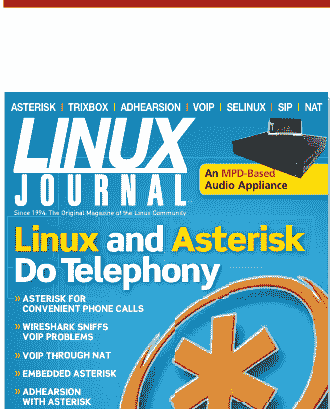 ASTERISK | TRIXBOX | ADHEARSION | VOIP | SELINUX | SIP | NAT
LINUX
JOURNAL
Since 1994: The Original Magazine of the Linux Community
An MPD-Based
Audio Appliance
Linux and Asterisk
Do Telephony
» ASTERISK FOR
CONVENIENT PHONE CALLS
» WIRESHARK SNIFFS
VOIP PROBLEMS
» VOIP THROUGH NAT
» EMBEDDED ASTERISK
» ADHEARSION
WITH ASTERISK